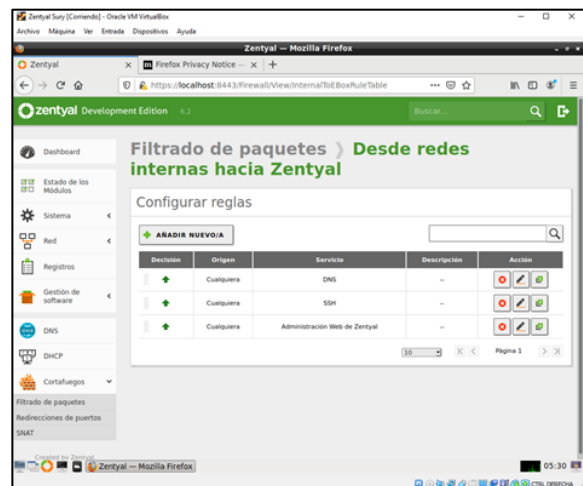 Zentyal Sury [Corriendo] - Oracle VM VirtualBox
Archivo Máquina Ver Entrada Dispositivos Ayuda
Zentyal — Mozilla Firefox
Zentyal
Firefox Privacy Notice —
https://localhost:8443/Firewall/View/InternalToEBoxRuleTable
zentyal Development Edition 6.2
Buscar...
Filtrado de paquetes ❭ Desde redes
internas hacia Zentyal
Configurar reglas
AÑADIR NUEVO/A
Decisión Origen Servicio Descripción Acción
Cualquiera DNS --
Cualquiera SSH --
Cualquiera Administración Web de Zentyal --
10
Página 1
Dashboard
Estado de los
Módulos
Sistema
Red
Registros
Gestión de
software
DNS
DHCP
Cortafuegos
Filtrado de paquetes
Redirecciones de puertos
SNAT
Created by Zentyal
Zentyal — Mozilla Firefox
05:30
CTRL DERECHA